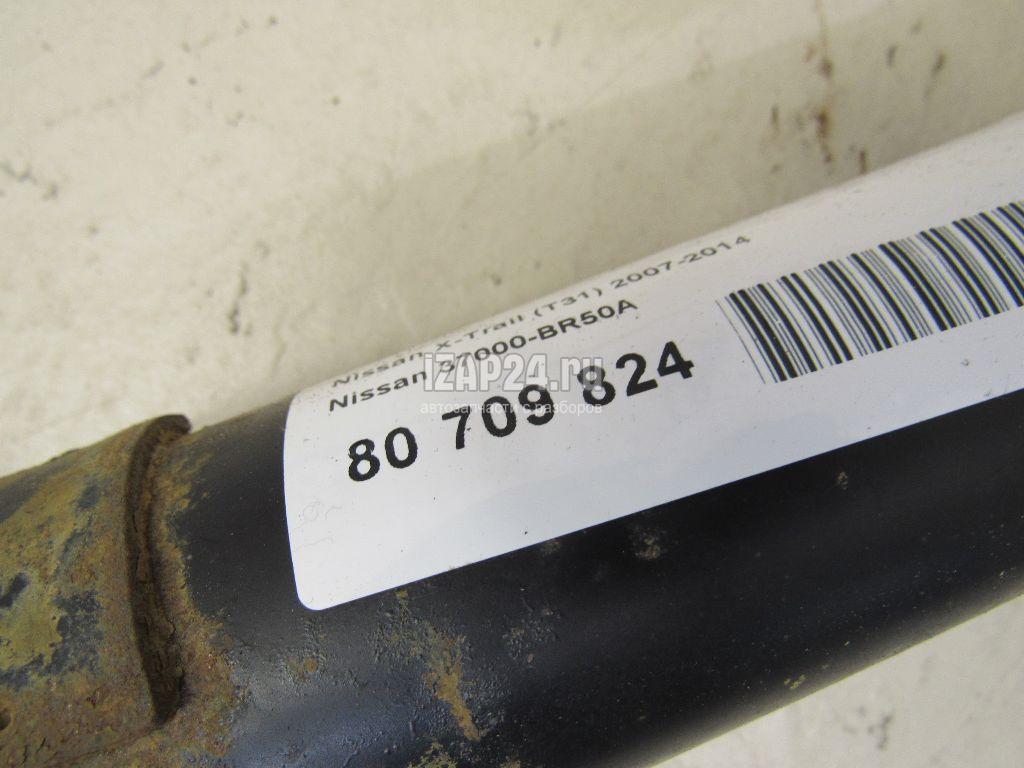 Nissan X-Trail (T31) 2007-2014
Nissan 37000-BR50A
80 709 824
IZAP24.ru
автозапчасти с разборов